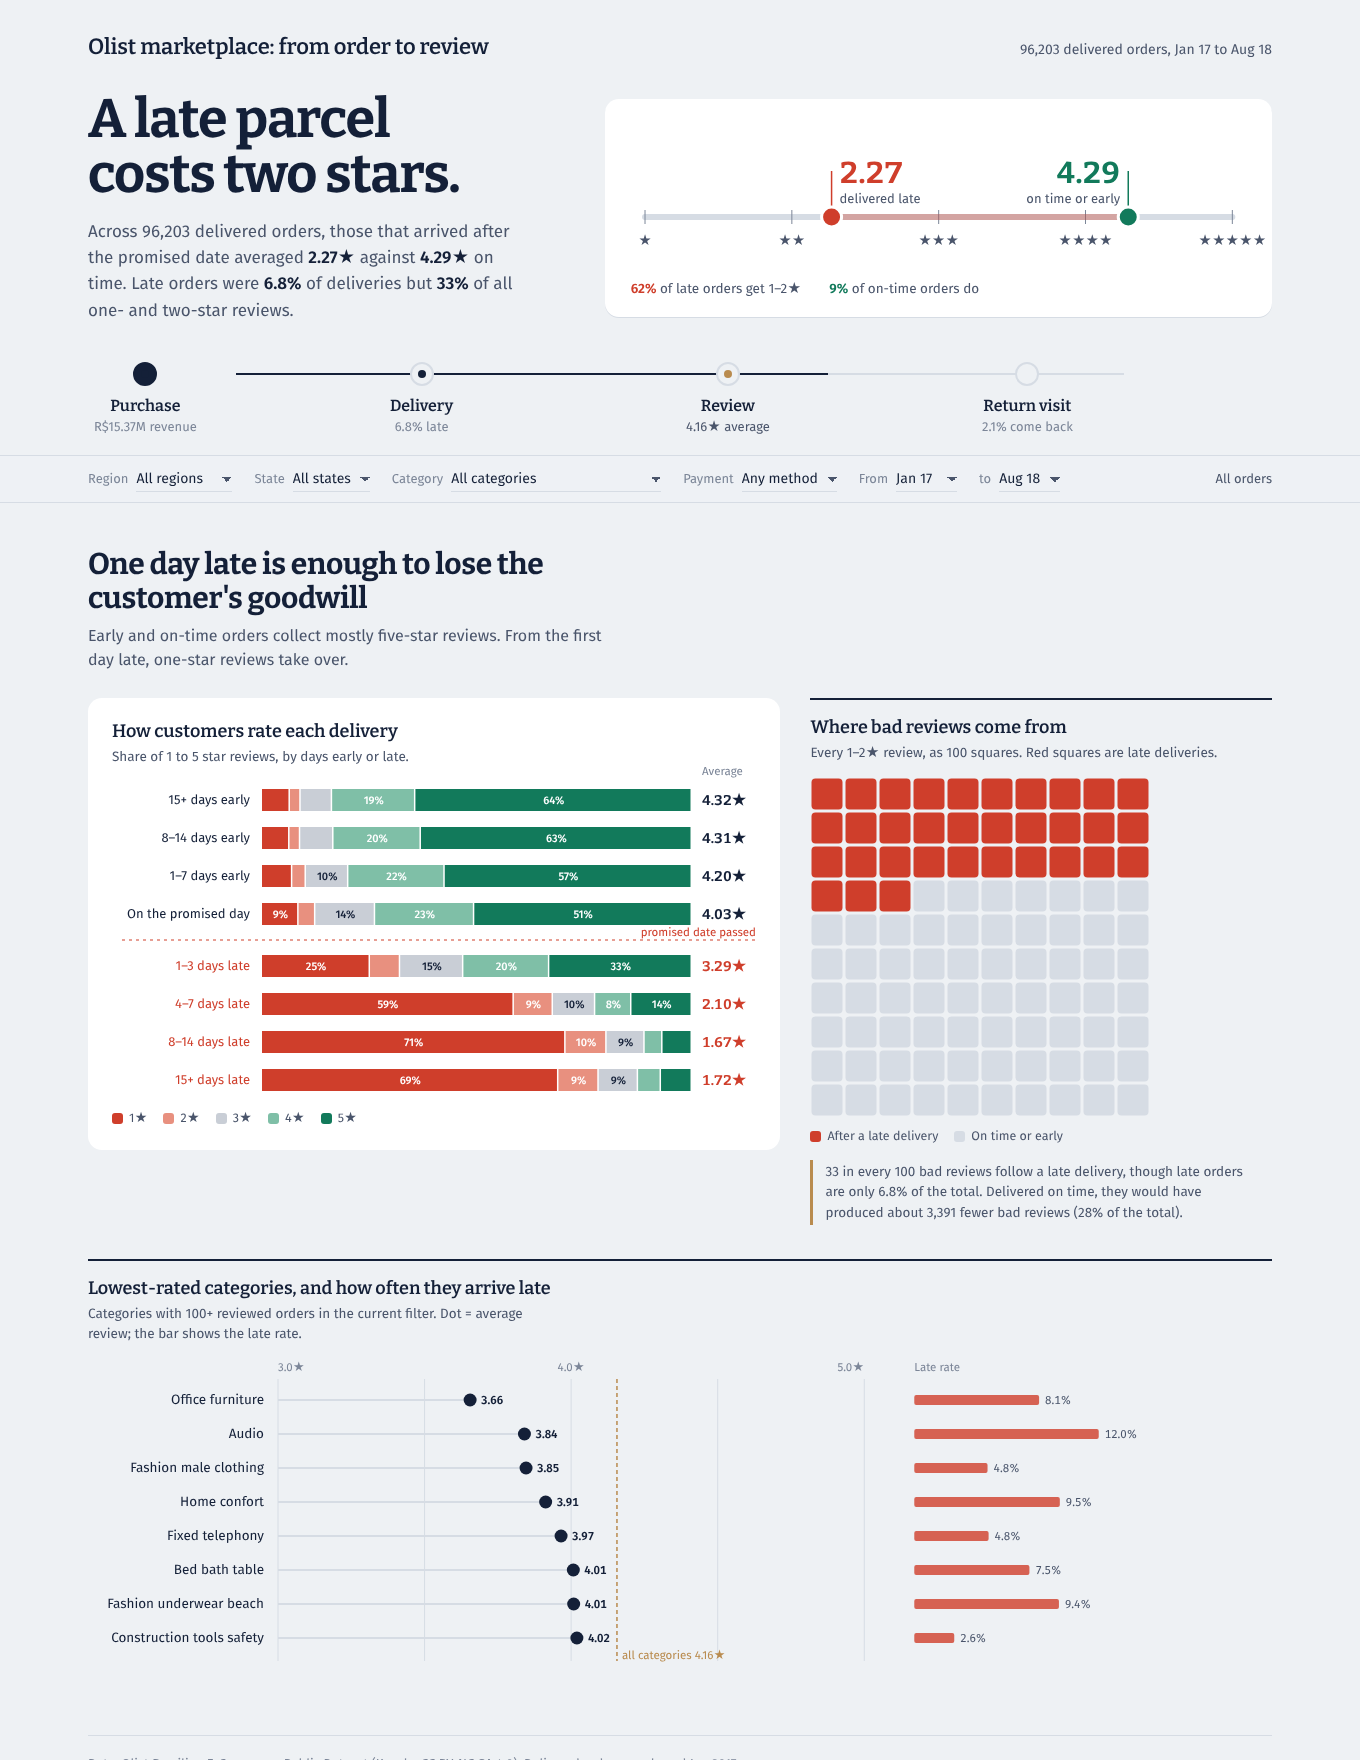 Olist marketplace: from order to review
96,203 delivered orders, Jan 17 to Aug 18
A late parcel
costs two stars.
Across 96,203 delivered orders, those that arrived after
the promised date averaged 2.27★ against 4.29★ on
time. Late orders were 6.8% of deliveries but 33% of all
one- and two-star reviews.
2.27
delivered late
4.29
on time or early
★ ★★ ★★★ ★★★★ ★★★★★
62% of late orders get 1–2★ 9% of on-time orders do
Purchase
R$15.37M revenue
Delivery
6.8% late
Review
4.16★ average
Return visit
2.1% come back
Region All regions State All states Category All categories Payment Any method From Jan 17 to Aug 18 All orders
One day late is enough to lose the
customer's goodwill
Early and on-time orders collect mostly five-star reviews. From the first
day late, one-star reviews take over.
How customers rate each delivery
Share of 1 to 5 star reviews, by days early or late.
Average
15+ days early 19% 64% 4.32★
8–14 days early 20% 63% 4.31★
1–7 days early 10% 22% 57% 4.20★
On the promised day 9% 14% 23% 51% 4.03★
promised date passed
1–3 days late 25% 15% 20% 33% 3.29★
4–7 days late 59% 9% 10% 8% 14% 2.10★
8–14 days late 71% 10% 9% 1.67★
15+ days late 69% 9% 9% 1.72★
1★ 2★ 3★ 4★ 5★
Where bad reviews come from
Every 1–2★ review, as 100 squares. Red squares are late deliveries.
After a late delivery On time or early
33 in every 100 bad reviews follow a late delivery, though late orders
are only 6.8% of the total. Delivered on time, they would have
produced about 3,391 fewer bad reviews (28% of the total).
Lowest-rated categories, and how often they arrive late
Categories with 100+ reviewed orders in the current filter. Dot = average
review; the bar shows the late rate.
3.0★ 4.0★ 5.0★ Late rate
Office furniture 3.66 8.1%
Audio 3.84 12.0%
Fashion male clothing 3.85 4.8%
Home confort 3.91 9.5%
Fixed telephony 3.97 4.8%
Bed bath table 4.01 7.5%
Fashion underwear beach 4.01 9.4%
Construction tools safety 4.02 2.6%
all categories 4.16★